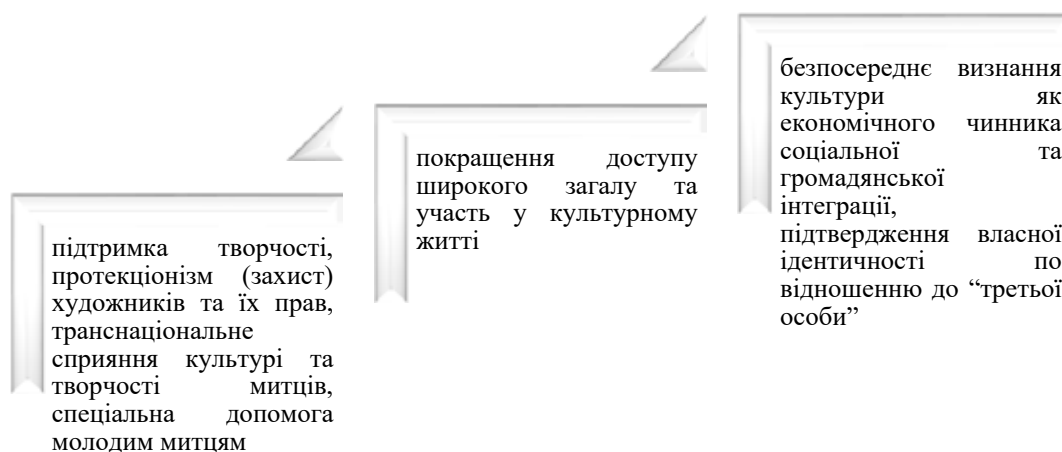 підтримка творчості,
протекціонізм (захист)
художників та їх прав,
транснаціональне
сприяння культурі та
творчості митців,
спеціальна допомога
молодим митцям
покращення доступу
широкого загалу та
участь у культурному
житті
безпосереднє визнання
культури як
економічного чинника
соціальної та
громадянської
інтеграції,
підтвердження власної
ідентичності по
відношенню до “третьої
особи”